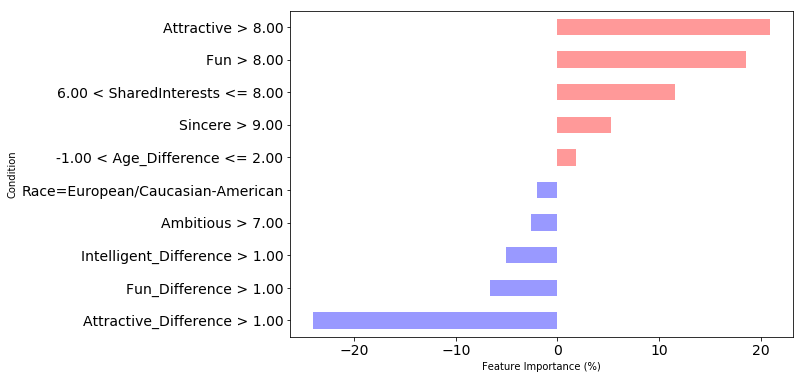 Attractive > 8.00
Fun > 8.00
6.00 < SharedInterests <= 8.00
Sincere > 9.00
-1.00 < Age_Difference <= 2.00
Race=European/Caucasian-American
Ambitious > 7.00
Intelligent_Difference > 1.00
Fun_Difference > 1.00
Attractive_Difference > 1.00
Condition
−20 −10 0 10 20
Feature Importance (%)